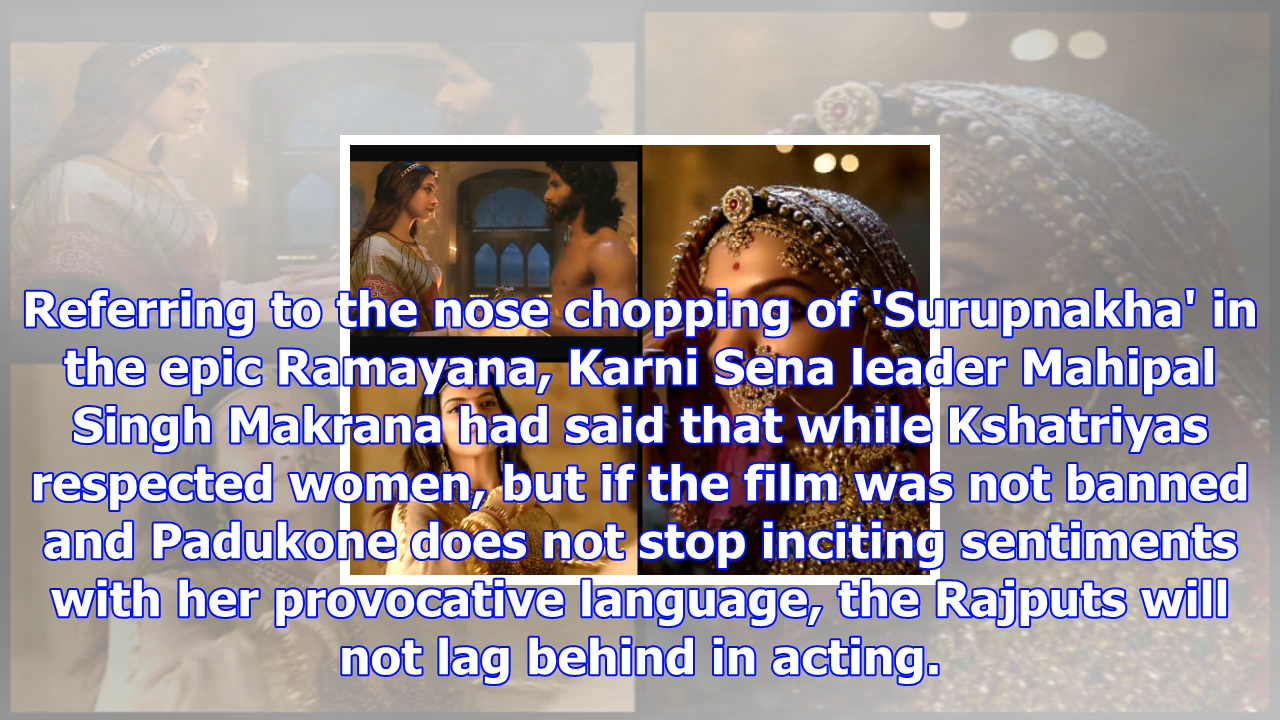 Referring to the nose chopping of 'Surupnakha' in
the epic Ramayana, Karni Sena leader Mahipal
Singh Makrana had said that while Kshatriyas
respected women, but if the film was not banned
and Padukone does not stop inciting sentiments
with her provocative language, the Rajputs will
not lag behind in acting.